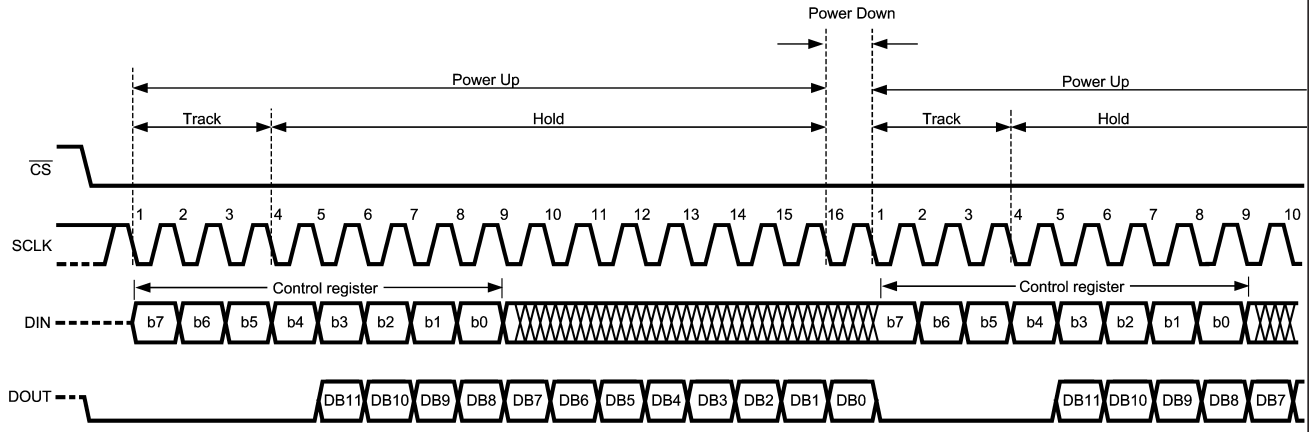 Power Down
Power Up Power Up
Track Hold Track Hold
CS
1 2 3 4 5 6 7 8 9 10 11 12 13 14 15 16 1 2 3 4 5 6 7 8 9 10
SCLK
Control register Control register
DIN b7 b6 b5 b4 b3 b2 b1 b0 b7 b6 b5 b4 b3 b2 b1 b0
DOUT DB11 DB10 DB9 DB8 DB7 DB6 DB5 DB4 DB3 DB2 DB1 DB0 DB11 DB10 DB9 DB8 DB7